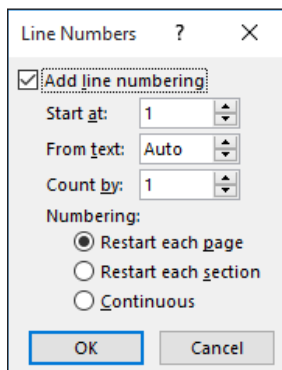 Line Numbers ?
Add line numbering
Start at: 1
From text: Auto
Count by: 1
Numbering:
Restart each page
Restart each section
Continuous
OK Cancel